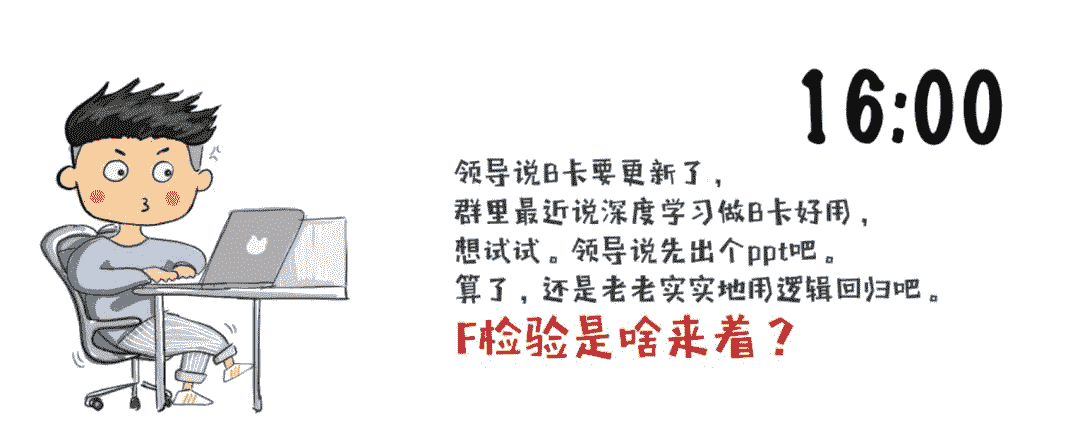 16:00
领导说B卡要更新了，
群里最近说深度学习做B卡好用，
想试试。领导说先出个ppt吧。
算了，还是老老实实地用逻辑回归吧。
F检验是啥来着？